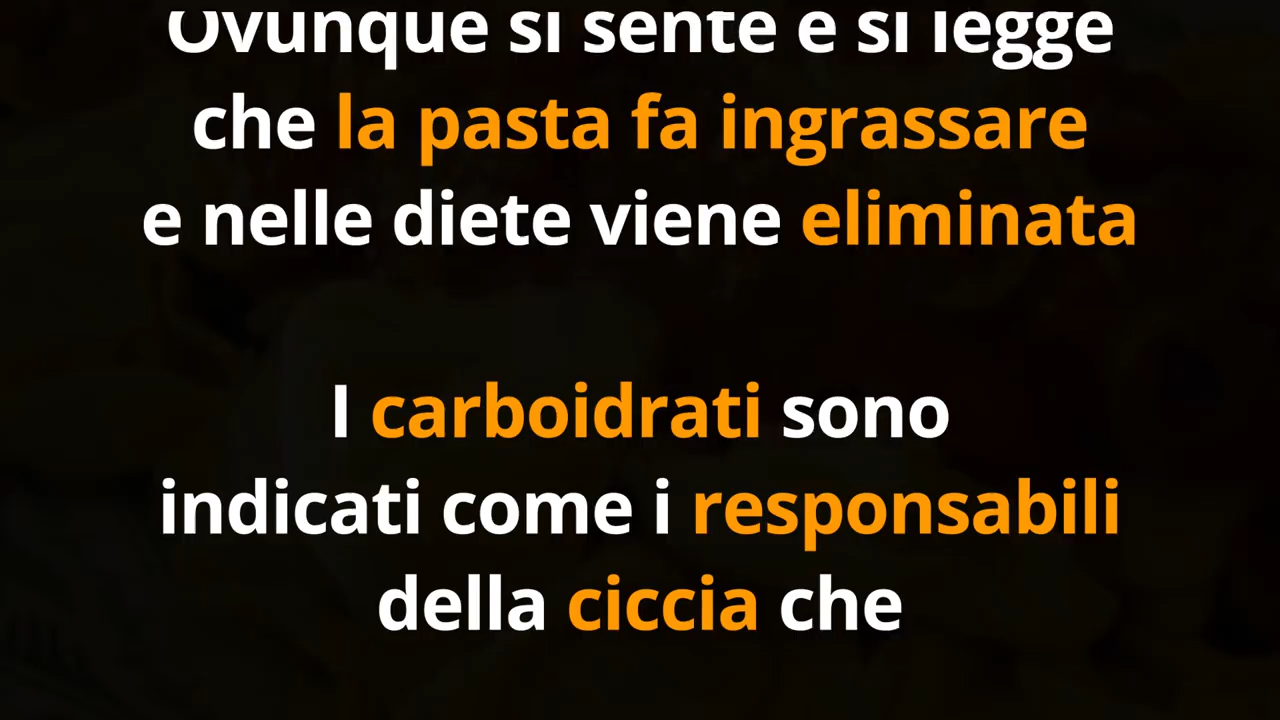 Ovunque si sente e si legge
che la pasta fa ingrassare
e nelle diete viene eliminata
I carboidrati sono
indicati come i responsabili
della ciccia che